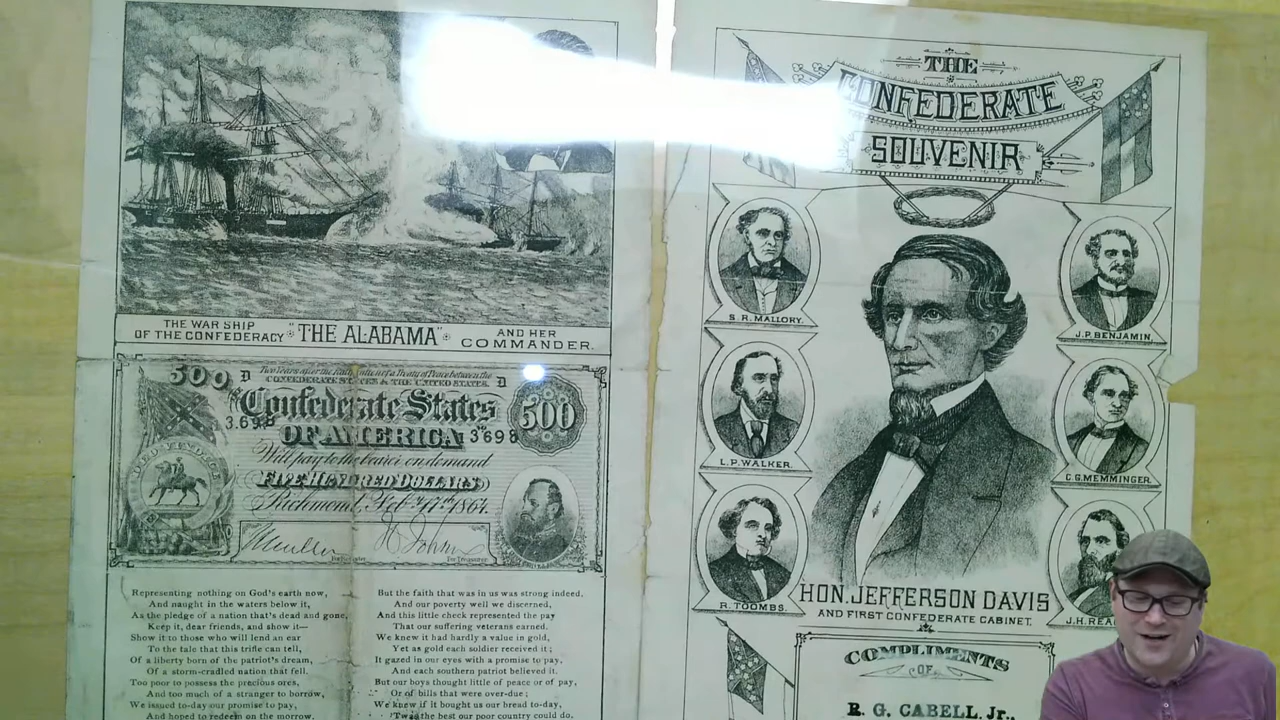 THE WAR SHIP
OF THE CONFEDERACY
"THE ALABAMA"
AND HER
COMMANDER.
500 D
Two Years after the Ratification of a Treaty of Peace between the
CONFEDERATE STATES & THE UNITED STATES. D
The Confederate States 500
3698
OF AMERICA No 3698
Will pay to the bearer on demand
FIVE HUNDRED DOLLARS
Richmond, Feb. 17th 1864.
for Register
for Treasurer
Representing nothing on God's earth now,
And naught in the waters below it,
As the pledge of a nation that's dead and gone,
Keep it, dear friends, and show it—
Show it to those who will lend an ear
To the tale that this trifle can tell,
Of a liberty born of the patriot's dream,
Of a storm-cradled nation that fell.
Too poor to possess the precious ores,
And too much of a stranger to borrow,
We issued to-day our promise to pay,
And hoped to redeem on the morrow.
But the faith that was in us was strong indeed,
And our poverty well we discerned,
And this little check represented the pay
That our suffering veterans earned.
We knew it had hardly a value in gold,
Yet as gold each soldier received it;
It gazed in our eyes with a promise to pay,
And each southern patriot believed it.
But our boys thought little of peace or of pay,
Or of bills that were over-due;
We knew if it bought us our bread to-day,
'Twas the best our poor country could do.
THE
CONFEDERATE
SOUVENIR
S. R. MALLORY.
J. P. BENJAMIN.
L. P. WALKER.
C. G. MEMMINGER.
R. TOOMBS.
J. H. REA
HON. JEFFERSON DAVIS
AND FIRST CONFEDERATE CABINET.
COMPLIMENTS
OF
R. G. CABELL, Jr.,